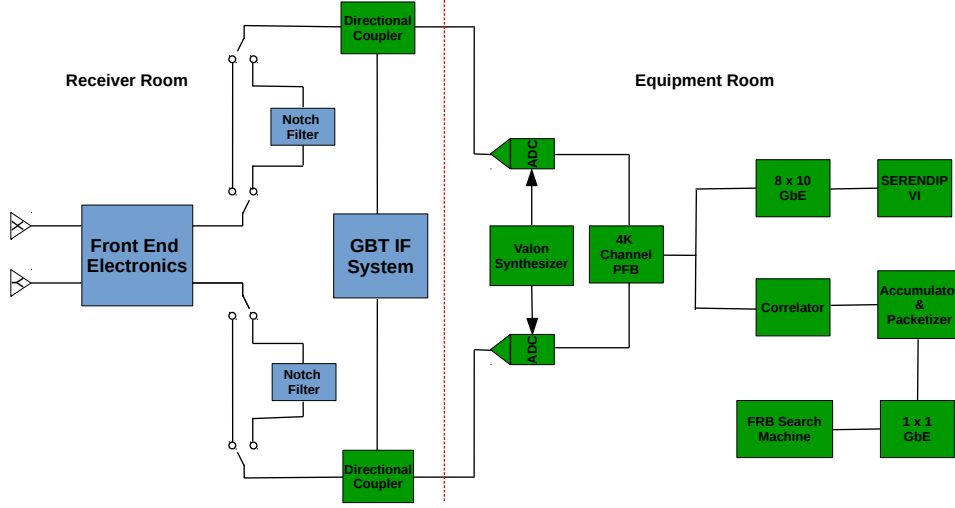 Directional
Coupler
Receiver Room
Equipment Room
Notch
Filter
ADC
8 x 10
GbE
SERENDIP
VI
X
Front End
Electronics
GBT IF
System
Valon
Synthesizer
4K
Channel
PFB
Y
Correlator
Accumulato
&
Packetizer
ADC
Notch
Filter
FRB Search
Machine
1 x 1
GbE
Directional
Coupler